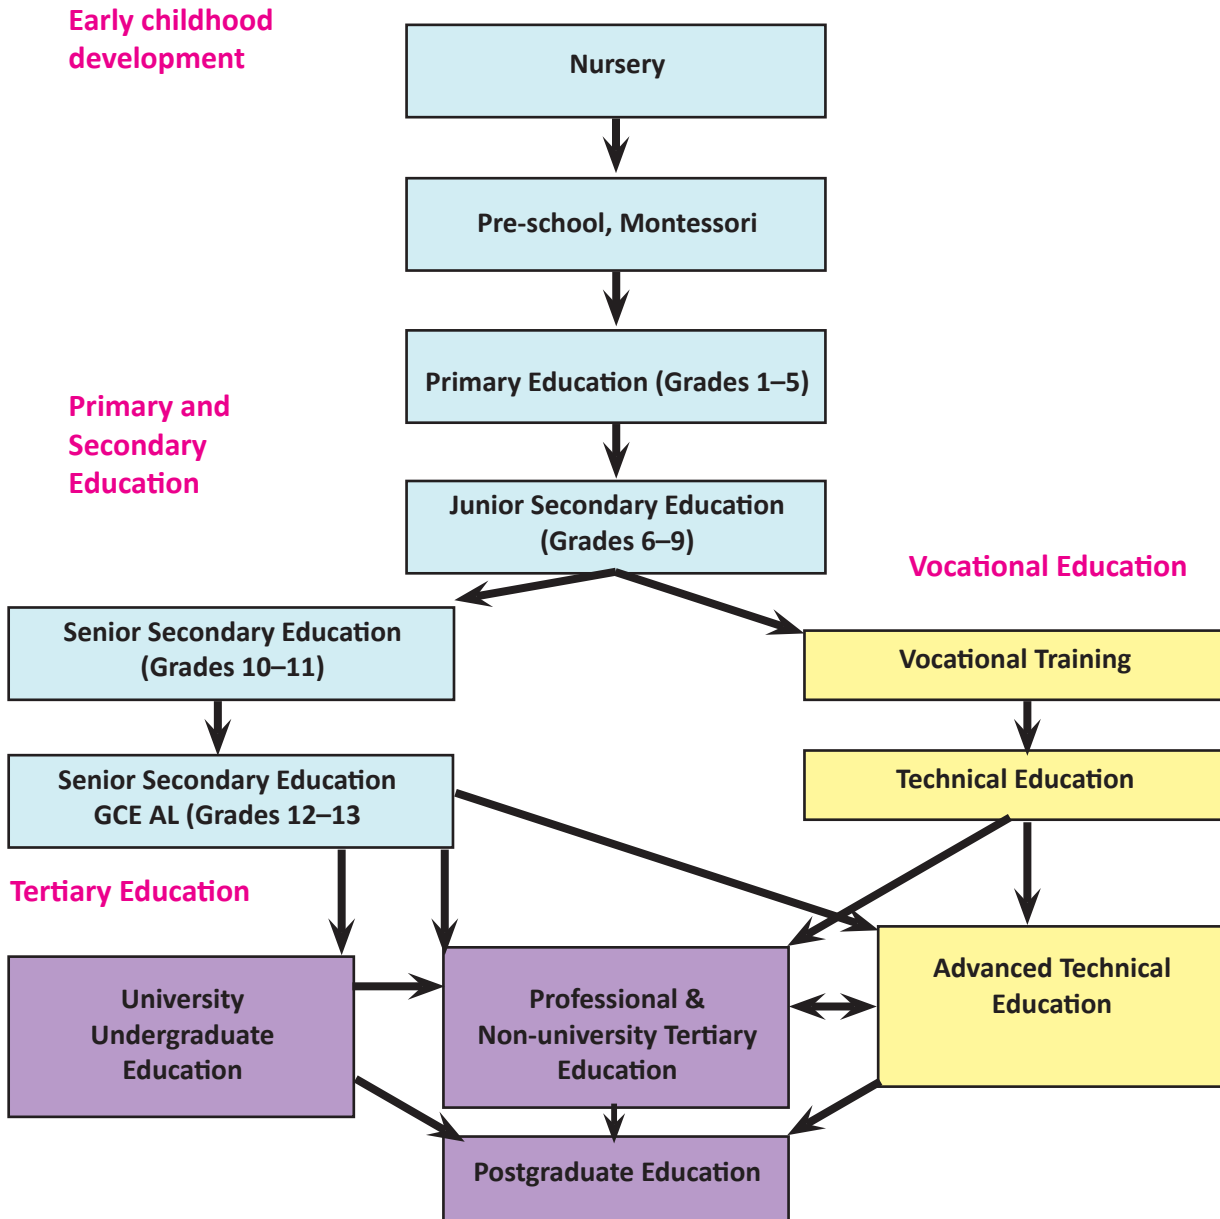 Early childhood
development
Nursery
Pre-school, Montessori
Primary Education (Grades 1–5)
Primary and
Secondary
Education
Junior Secondary Education
(Grades 6–9)
Vocational Education
Senior Secondary Education
(Grades 10–11)
Vocational Training
Senior Secondary Education
GCE AL (Grades 12–13
Technical Education
Tertiary Education
University
Undergraduate
Education
Professional &
Non-university Tertiary
Education
Advanced Technical
Education
Postgraduate Education